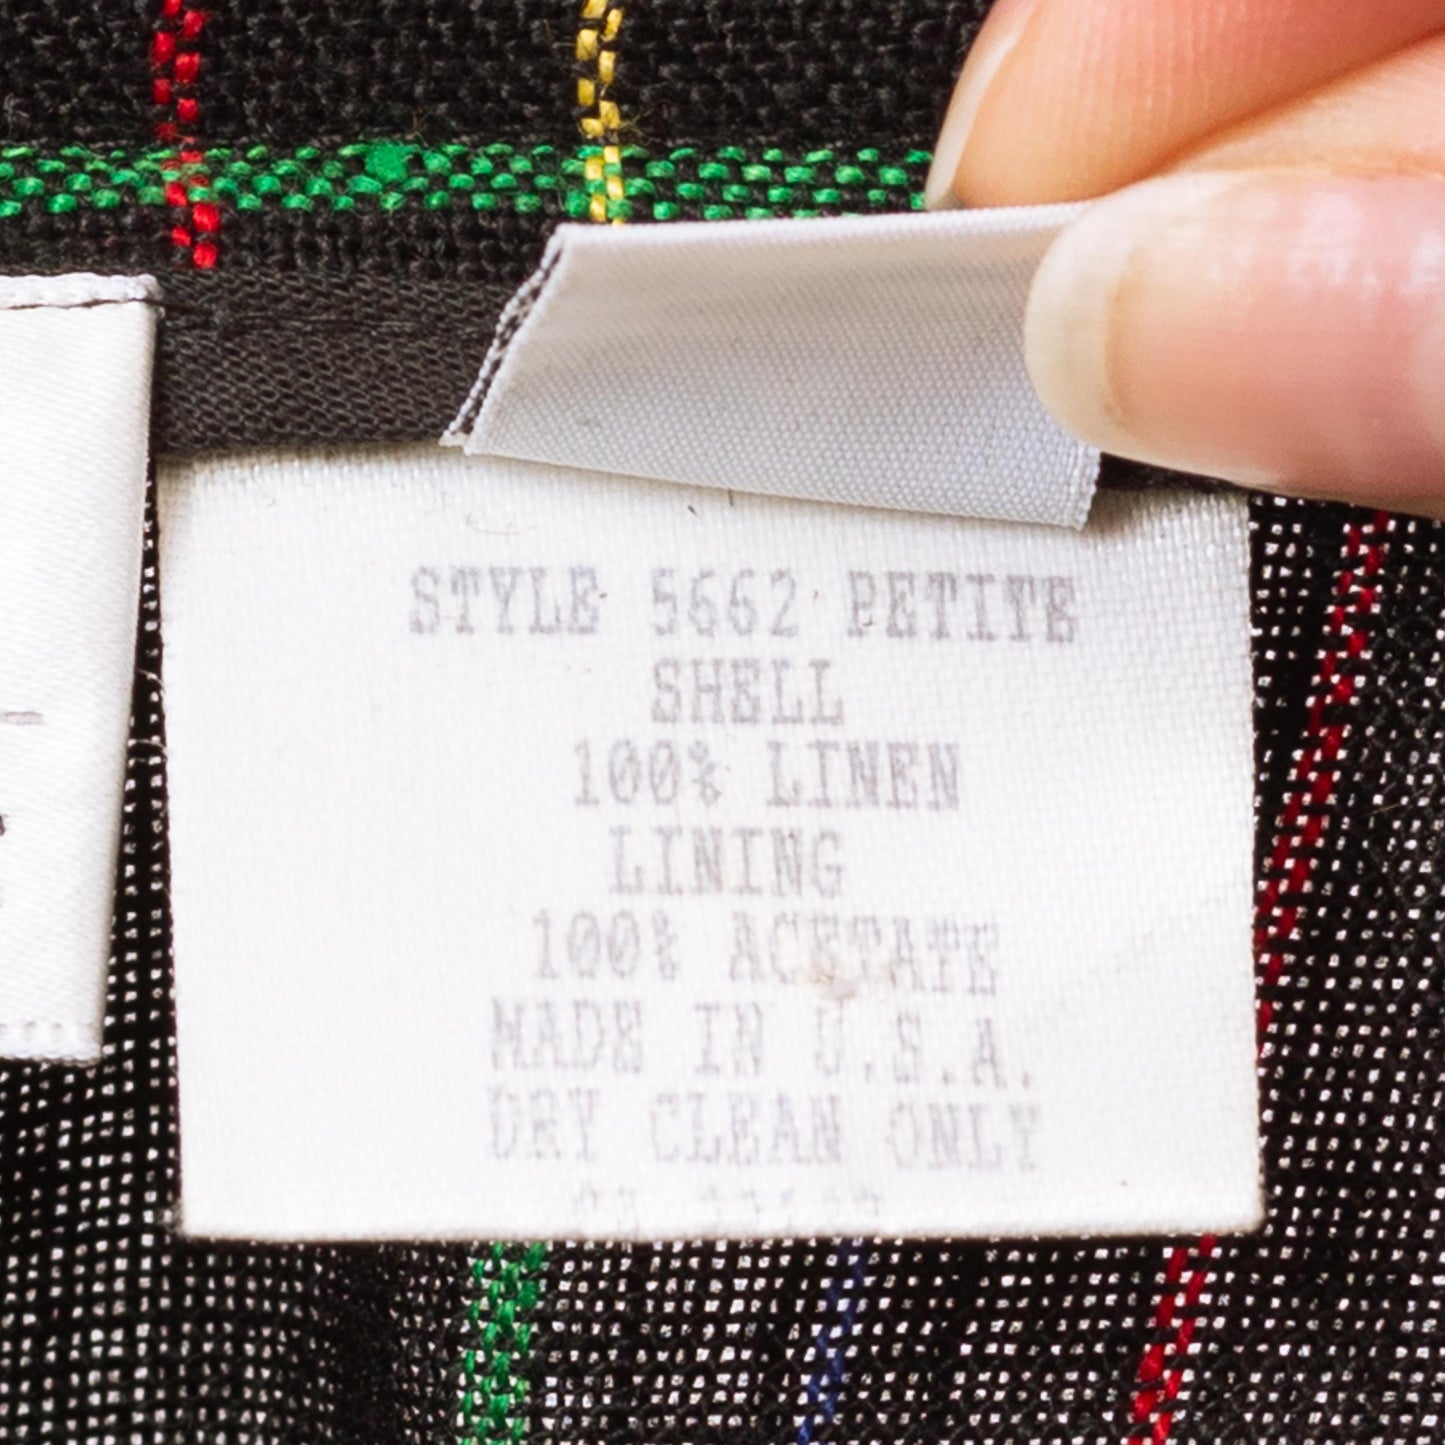 STYLE 5662 PETITE
SHELL
100% LINEN
LINING
100% ACETATE
MADE IN U.S.A.
DRY CLEAN ONLY